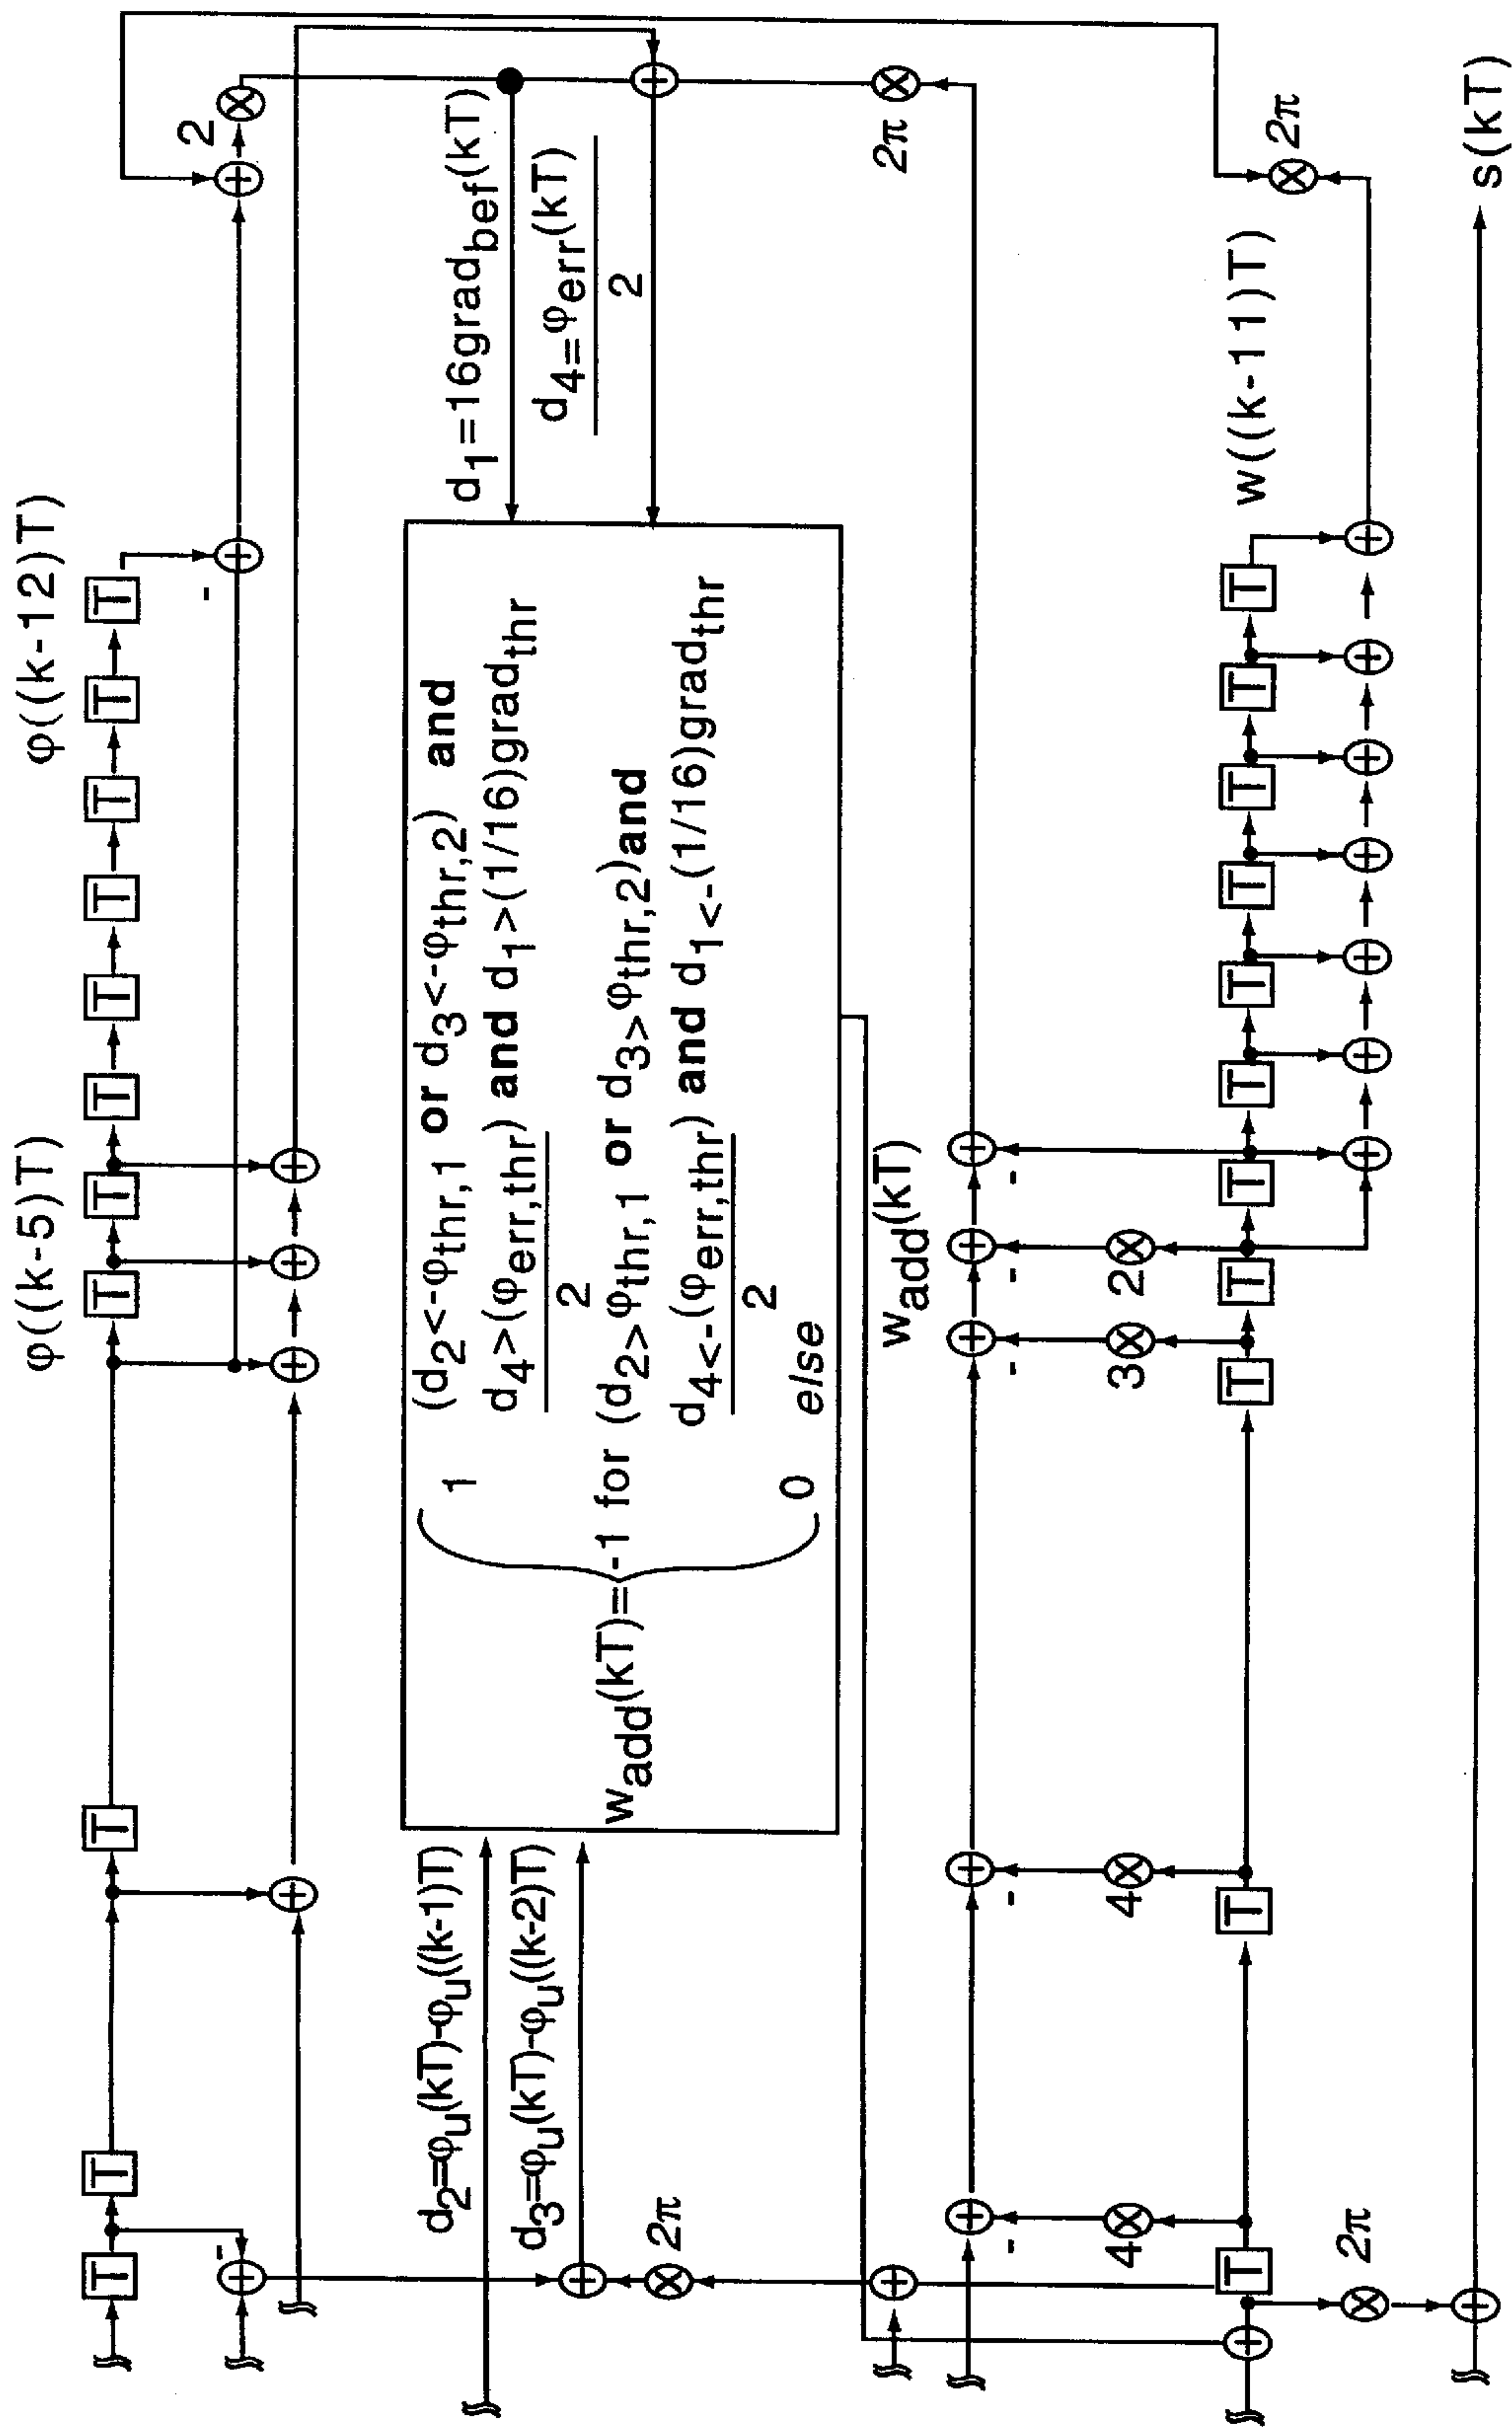 φ((k-5)T)
φ((k-12)T)
T
T
T
T
T
T
T
T
T
T
T
-
-
2
d2=φu(kT)-φu((k-1)T)
d3=φu(kT)-φu((k-2)T)
2π
wadd(kT)=
1 (d2<-φthr,1 or d3<-φthr,2) and
d4>(φerr,thr)/2 and d1>(1/16)gradthr
-1 for (d2>φthr,1 or d3>φthr,2)and
d4<-(φerr,thr)/2 and d1<-(1/16)gradthr
0 else
d1=16gradbef(kT)
d4=φerr(kT)
2
2π
wadd(kT)
-
-
-
-
-
4
4
3
2
T
T
T
T
T
T
T
T
T
T
T
w((k-11)T)
2π
2π
s(kT)